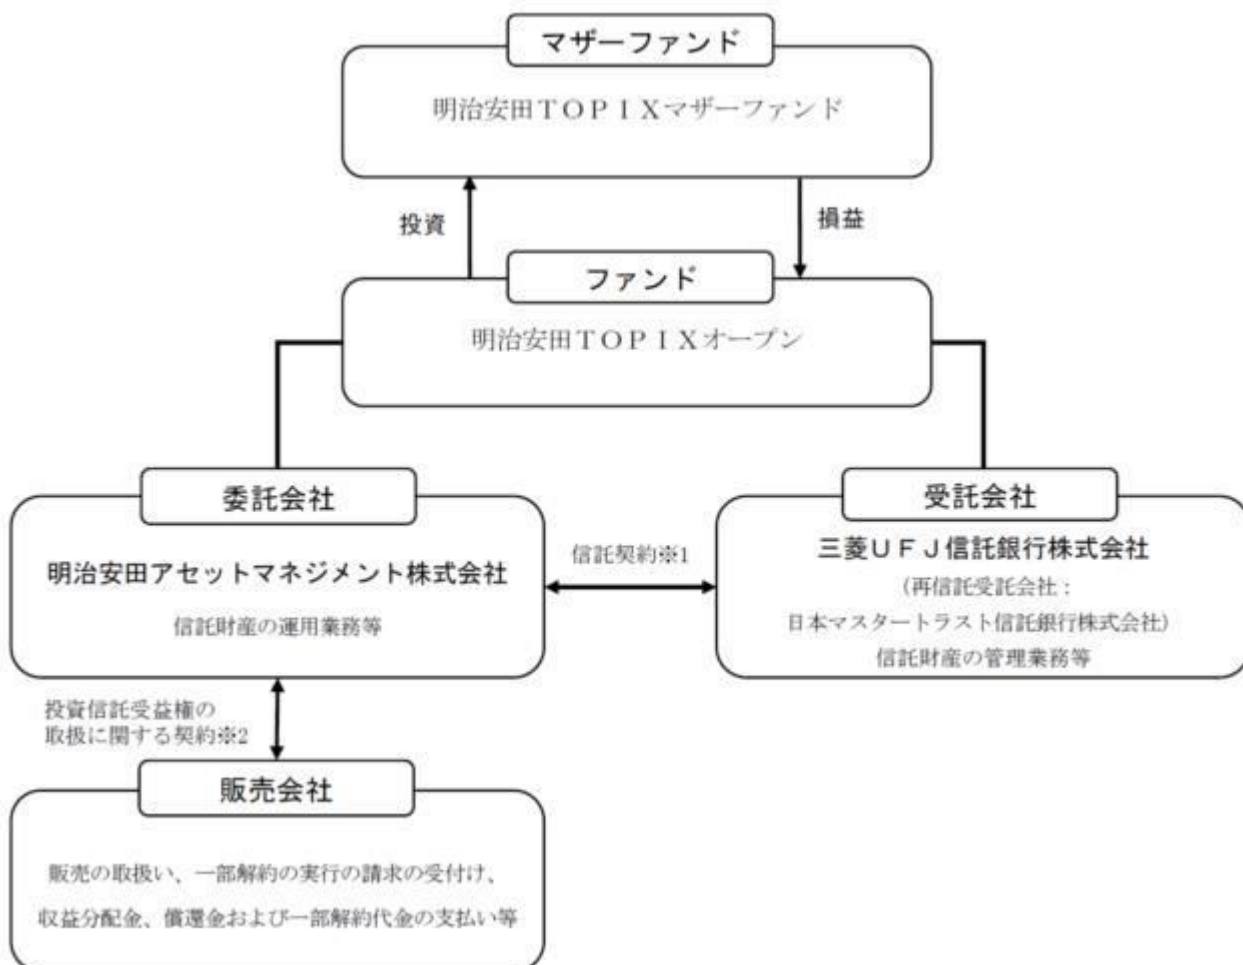 マザーファンド
明治安田TOPIXマザーファンド
投資
損益
ファンド
明治安田TOPIXオープン
委託会社
明治安田アセットマネジメント株式会社
信託財産の運用業務等
信託契約※1
受託会社
三菱UFJ信託銀行株式会社
(再信託受託会社:
日本マスタートラスト信託銀行株式会社)
信託財産の管理業務等
投資信託受益権の
取扱に関する契約※2
販売会社
販売の取扱い、一部解約の実行の請求の受付け、
収益分配金、償還金および一部解約代金の支払い等